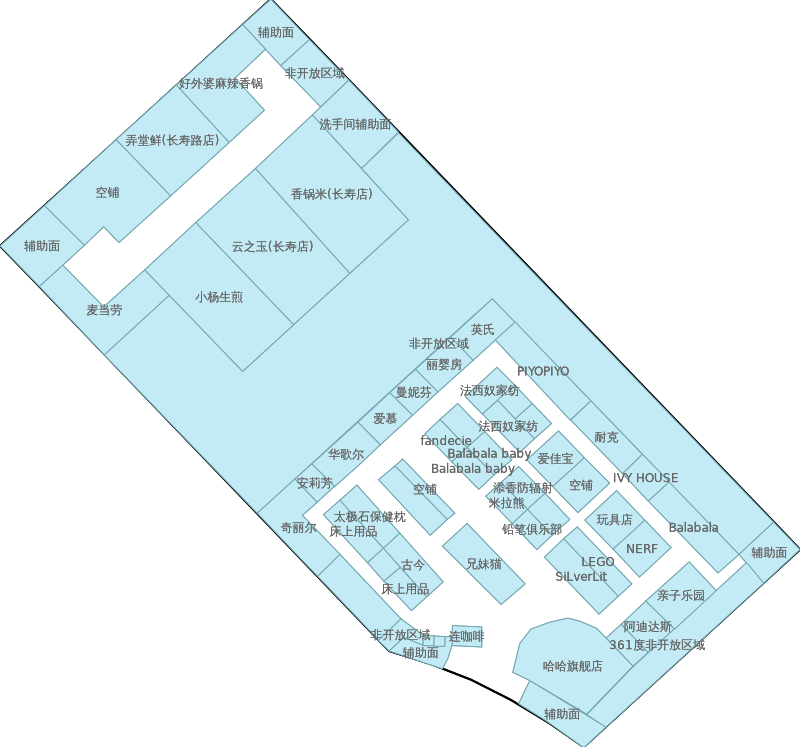 辅助面
非开放区域
好外婆麻辣香锅
洗手间辅助面
弄堂鲜(长寿路店)
空铺
香锅米(长寿店)
辅助面
云之玉(长寿店)
小杨生煎
麦当劳
英氏
非开放区域
丽婴房
PIYOPIYO
曼妮芬
法西奴家纺
爱慕
法西奴家纺
耐克
fandecie
华歌尔
Balabala baby
爱佳宝
Balabala baby
安莉芳
空铺
添香防辐射
空铺
IVY HOUSE
米拉熊
太极石保健枕
奇丽尔
床上用品
铅笔俱乐部
玩具店
Balabala
NERF
辅助面
古今
兄妹猫
LEGO
SiLverLit
床上用品
亲子乐园
阿迪达斯
非开放区域
连咖啡
361度非开放区域
辅助面
哈哈旗舰店
辅助面